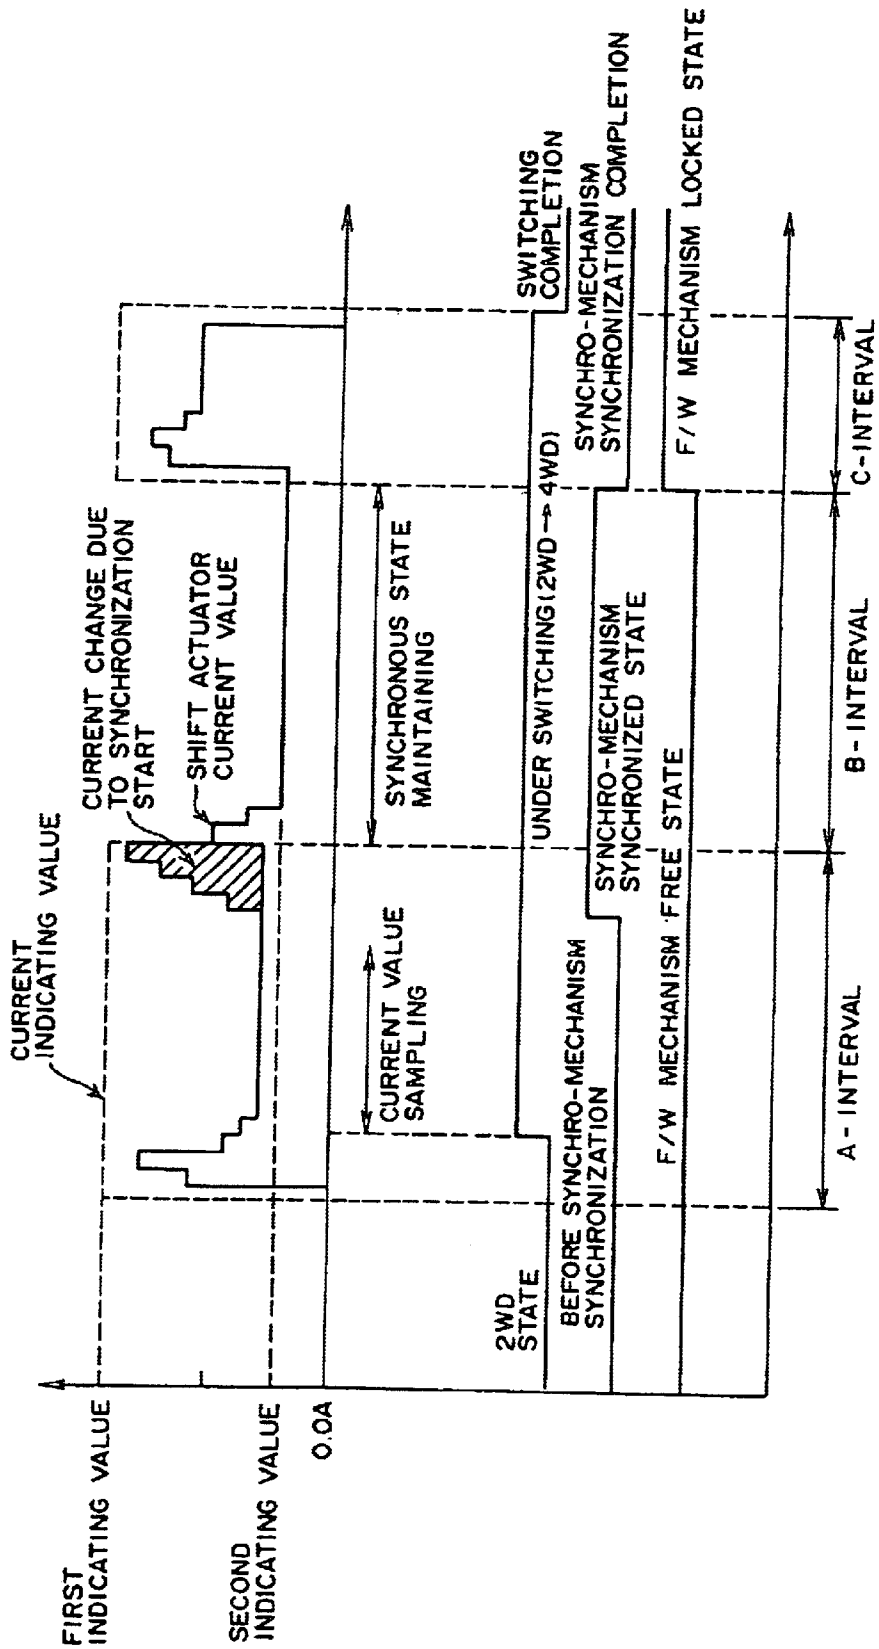 FIRST
INDICATING VALUE
SECOND
INDICATING VALUE
0.0A
CURRENT
INDICATING VALUE
CURRENT CHANGE DUE
TO SYNCHRONIZATION
START
SHIFT ACTUATOR
CURRENT VALUE
CURRENT VALUE
SAMPLING
SYNCHRONOUS STATE
MAINTAINING
2WD
STATE
UNDER SWITCHING (2WD→4WD)
SWITCHING
COMPLETION
BEFORE SYNCHRO-MECHANISM
SYNCHRONIZATION
SYNCHRO-MECHANISM
SYNCHRONIZED STATE
SYNCHRO-MECHANISM
SYNCHRONIZATION COMPLETION
F/W MECHANISM FREE STATE
F/W MECHANISM LOCKED STATE
A-INTERVAL
B-INTERVAL
C-INTERVAL